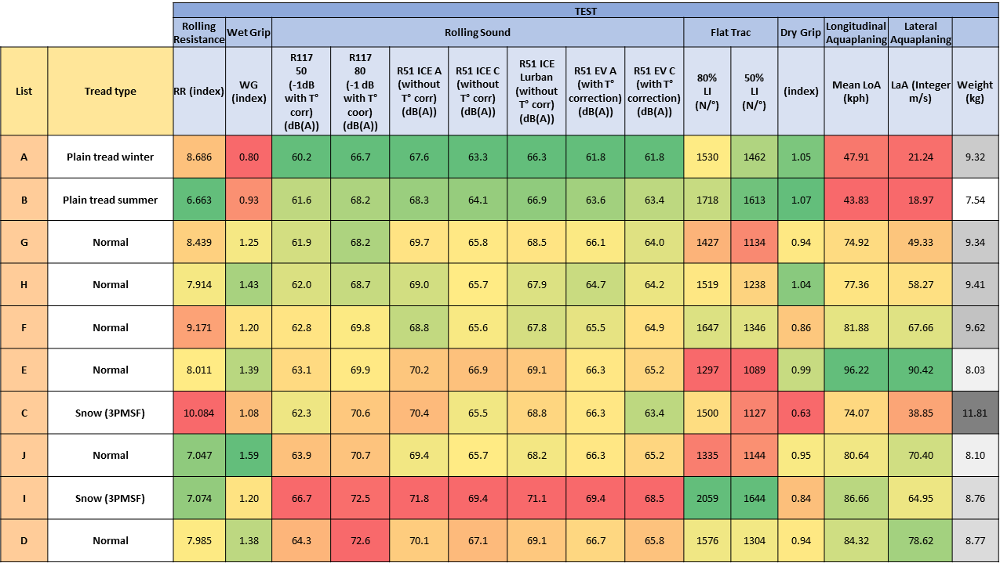 TEST
Rolling Resistance | Wet Grip | Rolling Sound | Flat Trac | Dry Grip | Longitudinal Aquaplaning | Lateral Aquaplaning
List | Tread type | RR (index) | WG (index) | R117 50 (-1dB with T° corr) (dB(A)) | R117 80 (-1 dB with T° coor) (dB(A)) | R51 ICE A (without T° corr) (dB(A)) | R51 ICE C (without T° corr) (dB(A)) | R51 ICE Lurban (without T° corr) (dB(A)) | R51 EV A (with T° correction) (dB(A)) | R51 EV C (with T° correction) (dB(A)) | 80% LI (N/°) | 50% LI (N/°) | (index) | Mean LoA (kph) | LaA (Integer m/s) | Weight (kg)
A | Plain tread winter | 8.686 | 0.80 | 60.2 | 66.7 | 67.6 | 63.3 | 66.3 | 61.8 | 61.8 | 1530 | 1462 | 1.05 | 47.91 | 21.24 | 9.32
B | Plain tread summer | 6.663 | 0.93 | 61.6 | 68.2 | 68.3 | 64.1 | 66.9 | 63.6 | 63.4 | 1718 | 1613 | 1.07 | 43.83 | 18.97 | 7.54
G | Normal | 8.439 | 1.25 | 61.9 | 68.2 | 69.7 | 65.8 | 68.5 | 66.1 | 64.0 | 1427 | 1134 | 0.94 | 74.92 | 49.33 | 9.34
H | Normal | 7.914 | 1.43 | 62.0 | 68.7 | 69.0 | 65.7 | 67.9 | 64.7 | 64.2 | 1519 | 1238 | 1.04 | 77.36 | 58.27 | 9.41
F | Normal | 9.171 | 1.20 | 62.8 | 69.8 | 68.8 | 65.6 | 67.8 | 65.5 | 64.9 | 1647 | 1346 | 0.86 | 81.88 | 67.66 | 9.62
E | Normal | 8.011 | 1.39 | 63.1 | 69.9 | 70.2 | 66.9 | 69.1 | 66.3 | 65.2 | 1297 | 1089 | 0.99 | 96.22 | 90.42 | 8.03
C | Snow (3PMSF) | 10.084 | 1.08 | 62.3 | 70.6 | 70.4 | 65.5 | 68.8 | 66.3 | 63.4 | 1500 | 1127 | 0.63 | 74.07 | 38.85 | 11.81
J | Normal | 7.047 | 1.59 | 63.9 | 70.7 | 69.4 | 65.7 | 68.2 | 66.3 | 65.2 | 1335 | 1144 | 0.95 | 80.64 | 70.40 | 8.10
I | Snow (3PMSF) | 7.074 | 1.20 | 66.7 | 72.5 | 71.8 | 69.4 | 71.1 | 69.4 | 68.5 | 2059 | 1644 | 0.84 | 86.66 | 64.95 | 8.76
D | Normal | 7.985 | 1.38 | 64.3 | 72.6 | 70.1 | 67.1 | 69.1 | 66.7 | 65.8 | 1576 | 1304 | 0.94 | 84.32 | 78.62 | 8.77